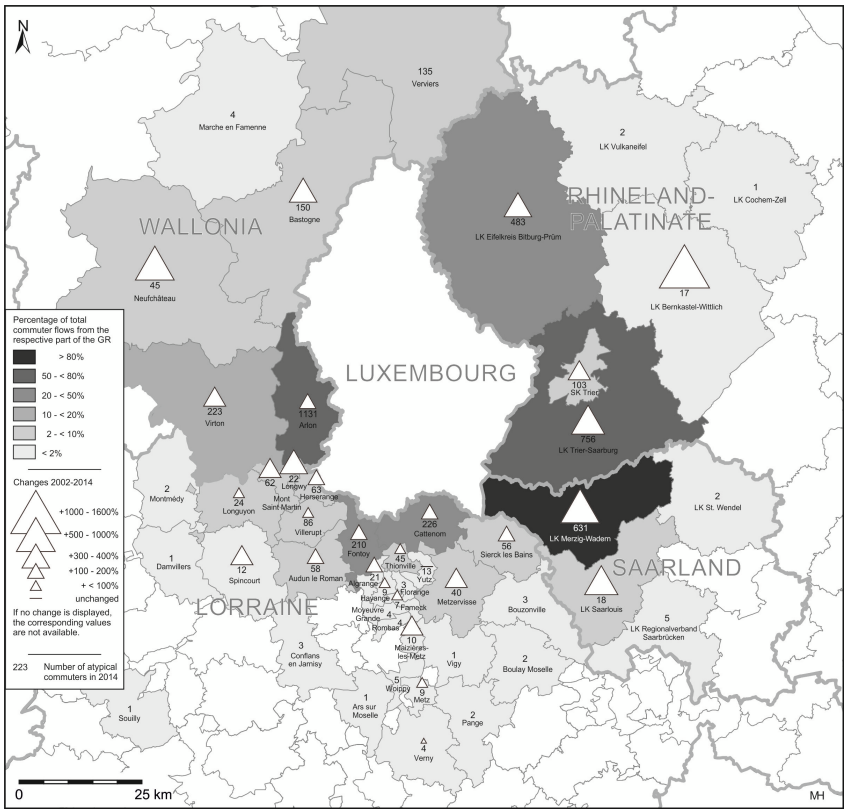 N
135
Verviers
4
Marche en Famenne
2
LK Vulkaneifel
1
LK Cochem-Zell
RHINELAND-
PALATINATE
150
Bastogne
483
LK Eifelkreis Bitburg-Prüm
WALLONIA
45
Neufchâteau
17
LK Bernkastel-Wittlich
Percentage of total
commuter flows from the
respective part of the GR
> 80%
50 - < 80%
20 - < 50%
10 - < 20%
2 - < 10%
< 2%
Changes 2002-2014
+1000 - 1600%
+500 - 1000%
+300 - 400%
+100 - 200%
+ < 100%
unchanged
If no change is displayed,
the corresponding values
are not available.
223 Number of atypical
commuters in 2014
LUXEMBOURG
103
SK Trier
223
Virton
1131
Arlon
756
LK Trier-Saarburg
62
Mont
Saint-Martin
22
Longwy
63
Herserange
2
Montmédy
24
Longuyon
86
Villerupt
226
Cattenom
631
LK Merzig-Wadern
2
LK St. Wendel
210
Fontoy
56
Sierck les Bains
1
Damvillers
12
Spincourt
58
Audun le Roman
45
Thionville
13
Yutz
21
Algrange
9
Hayange
3
Florange
7
Fameck
40
Metzervisse
SAARLAND
18
LK Saarlouis
LORRAINE
Moyeuvre
Grande
4
Rombas
4
3
Bouzonville
5
LK Regionalverband
Saarbrücken
10
Maizières-
les-Metz
3
Conflans
en Jarnisy
1
Vigy
2
Boulay Moselle
5
Woippy
9
Metz
1
Souilly
1
Ars sur
Moselle
2
Pange
4
Verny
0 25 km
MH